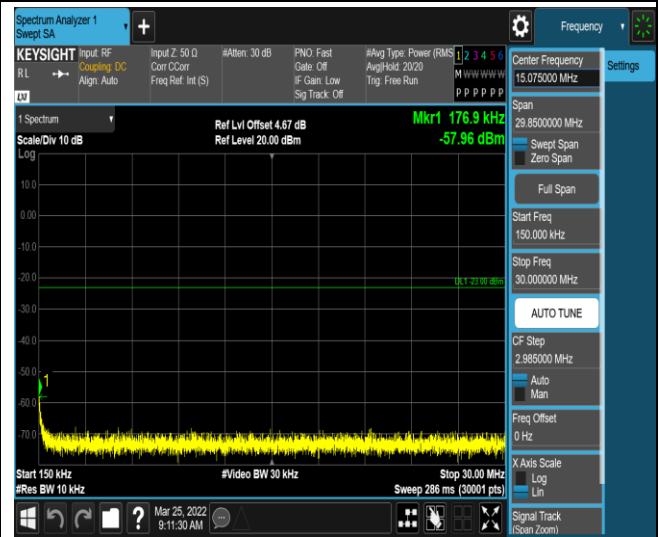 Spectrum Analyzer 1
Swept SA
+
Frequency
KEYSIGHT
RL
LXI
Input: RF
Coupling: DC
Align: Auto
Input Z: 50 Ω
Corr CCorr
Freq Ref: Int (S)
#Atten: 30 dB
PNO: Fast
Gate: Off
IF Gain: Low
Sig Track: Off
#Avg Type: Power (RMS
Avg|Hold: 20/20
Trig: Free Run
1 2 3 4 5 6
M W W W W W
P P P P P P
1 Spectrum
Scale/Div 10 dB
Log
Ref Lvl Offset 4.67 dB
Ref Level 20.00 dBm
Mkr1 176.9 kHz
-57.96 dBm
10.0
0.00
-10.0
-20.0
-30.0
-40.0
-50.0
-60.0
-70.0
DL1 -23.00 dBm
1
Start 150 kHz
#Res BW 10 kHz
#Video BW 30 kHz
Stop 30.00 MHz
Sweep 286 ms (30001 pts)
Center Frequency
15.075000 MHz
Settings
Span
29.8500000 MHz
Swept Span
Zero Span
Full Span
Start Freq
150.000 kHz
Stop Freq
30.000000 MHz
AUTO TUNE
CF Step
2.985000 MHz
Auto
Man
Freq Offset
0 Hz
X Axis Scale
Log
Lin
Signal Track
(Span Zoom)
?
Mar 25, 2022
9:11:30 AM